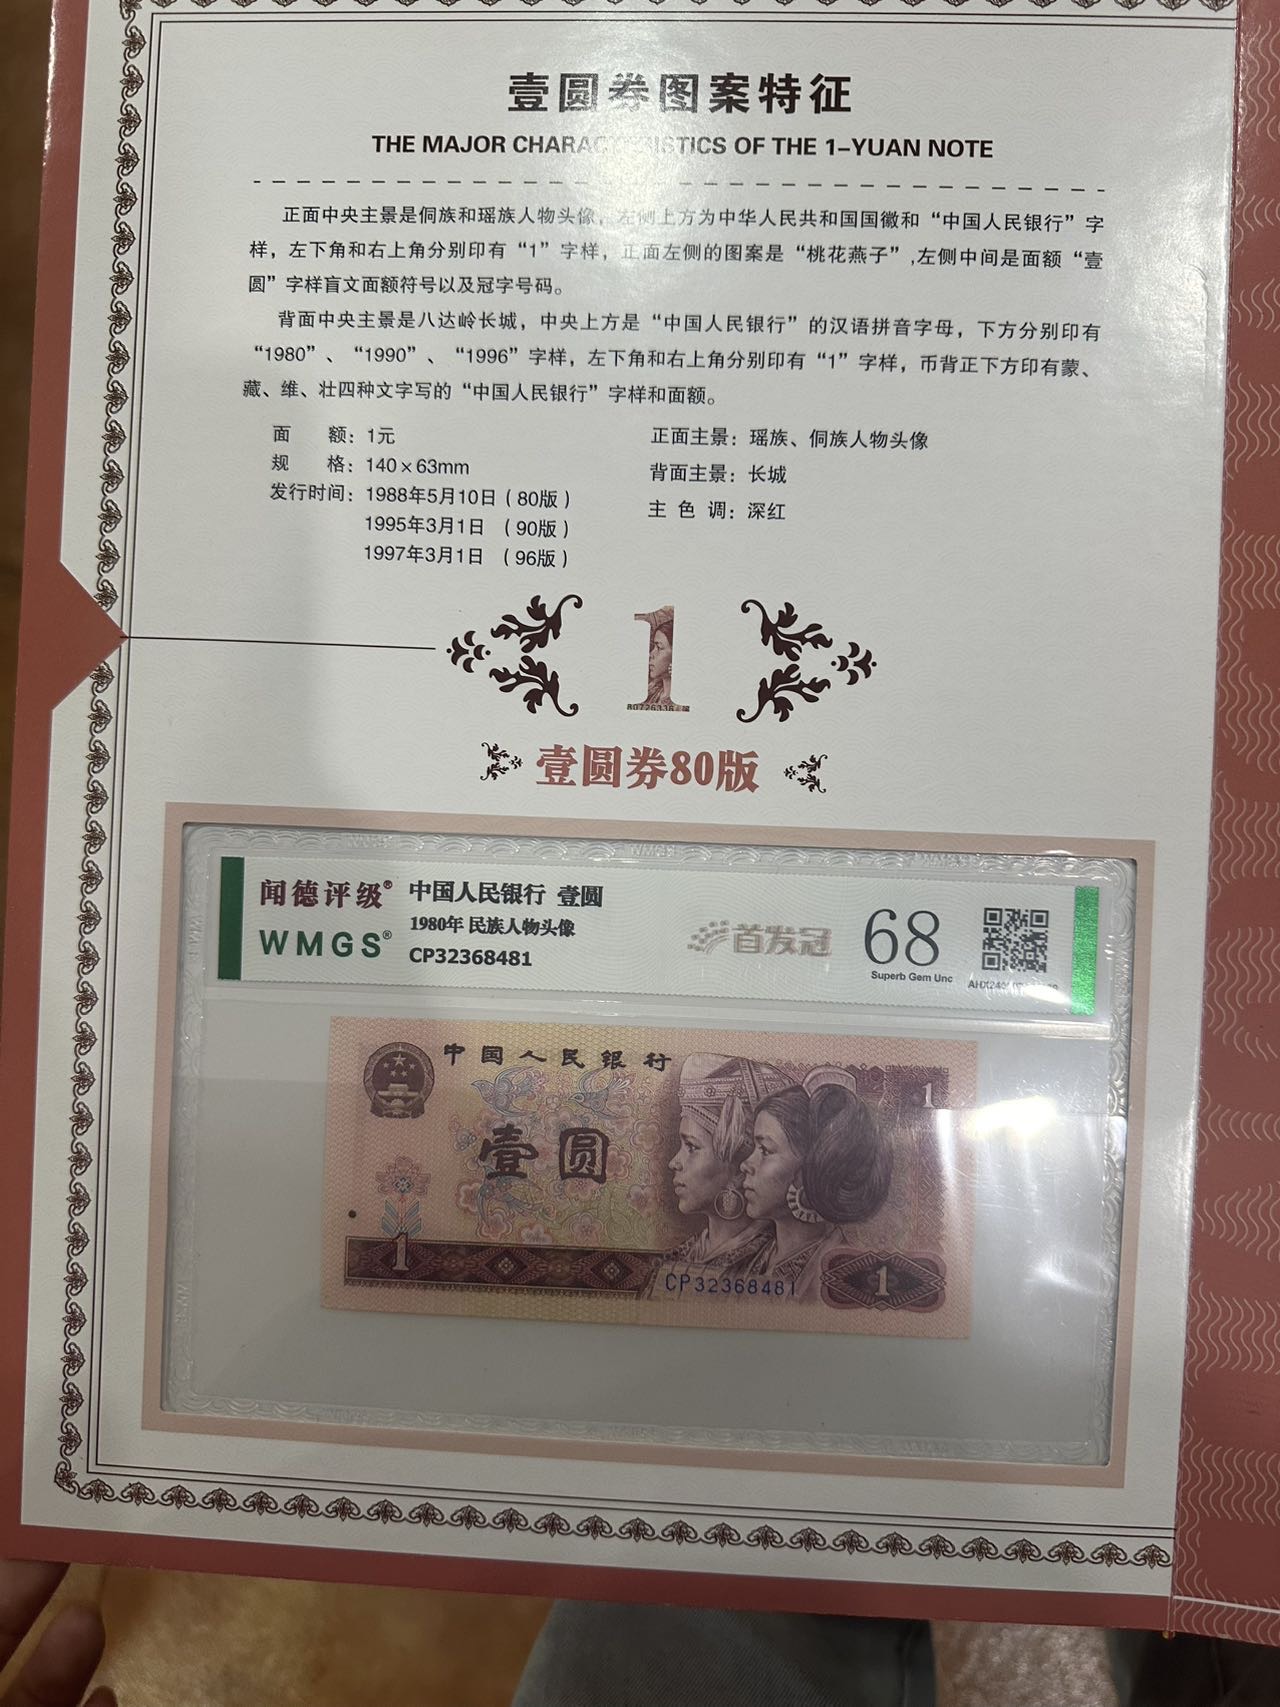 壹圆券图案特征
THE MAJOR CHARACTERISTICS OF THE 1-YUAN NOTE
正面中央主景是侗族和瑶族人物头像，左侧上方为中华人民共和国国徽和“中国人民银行”字
样，左下角和右上角分别印有“1”字样，正面左侧的图案是“桃花燕子”,左侧中间是面额“壹
圆”字样盲文面额符号以及冠字号码。
背面中央主景是八达岭长城，中央上方是“中国人民银行”的汉语拼音字母，下方分别印有
“1980”、“1990”、“1996”字样，左下角和右上角分别印有“1”字样，币背正下方印有蒙、
藏、维、壮四种文字写的“中国人民银行”字样和面额。
面 额：1元
规 格：140×63mm
发行时间：1988年5月10日（80版）
1995年3月1日 （90版）
1997年3月1日 （96版）
正面主景：瑶族、侗族人物头像
背面主景：长城
主 色 调：深红
1
壹圆券80版
闻德评级®
WMGS®
中国人民银行 壹圆
1980年 民族人物头像
CP32368481
首发冠
68
Superb Gem Unc
中国人民银行
1
壹圆
1
CP32368481
1